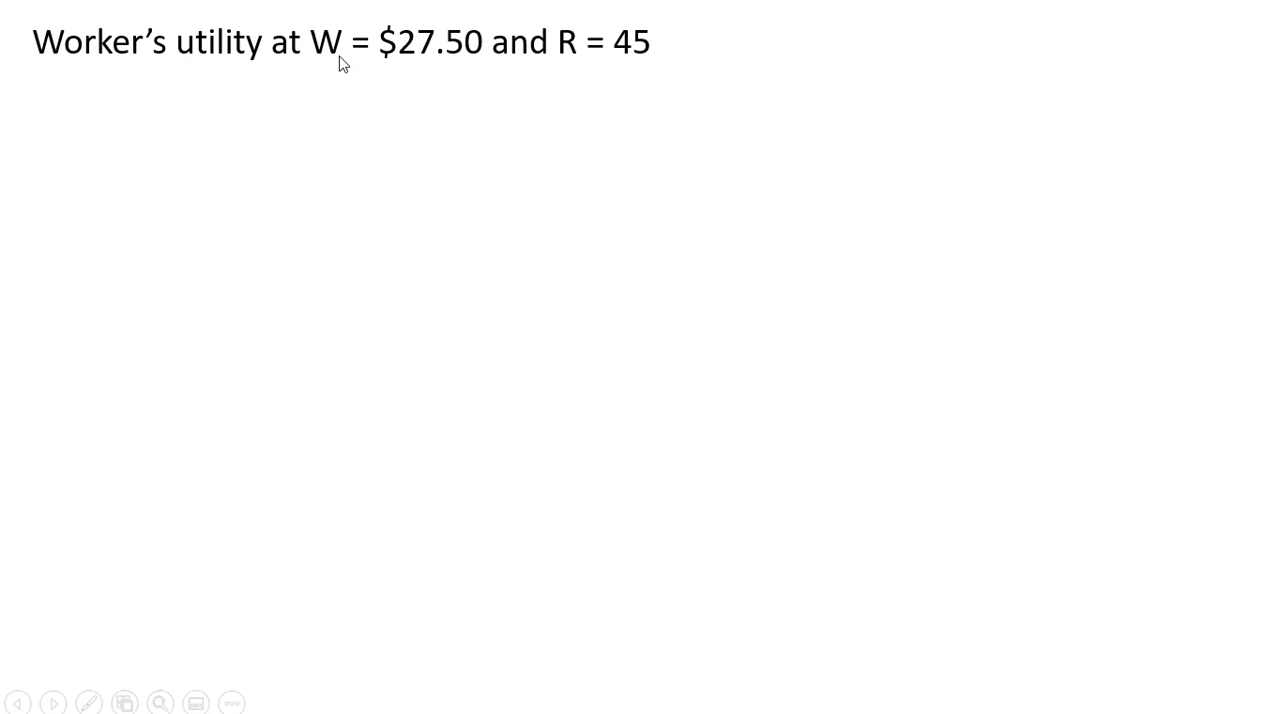 Worker’s utility at W = $27.50 and R = 45